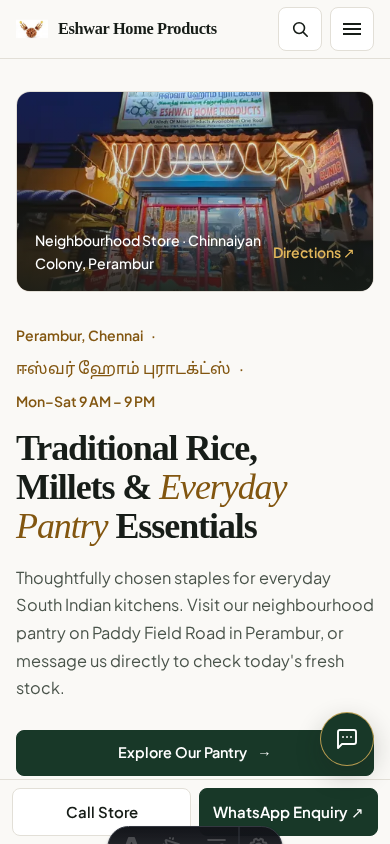 Eshwar Home Products
ESHWAR HOME PRODUCTS
Neighbourhood Store · Chinnaiyan
Colony, Perambur
Directions ↗
Perambur, Chennai ·
ஈஸ்வர் ஹோம் புராடக்ட்ஸ் ·
Mon–Sat 9 AM – 9 PM
Traditional Rice,
Millets & Everyday
Pantry Essentials
Thoughtfully chosen staples for everyday
South Indian kitchens. Visit our neighbourhood
pantry on Paddy Field Road in Perambur, or
message us directly to check today's fresh
stock.
Explore Our Pantry →
Call Store
WhatsApp Enquiry ↗